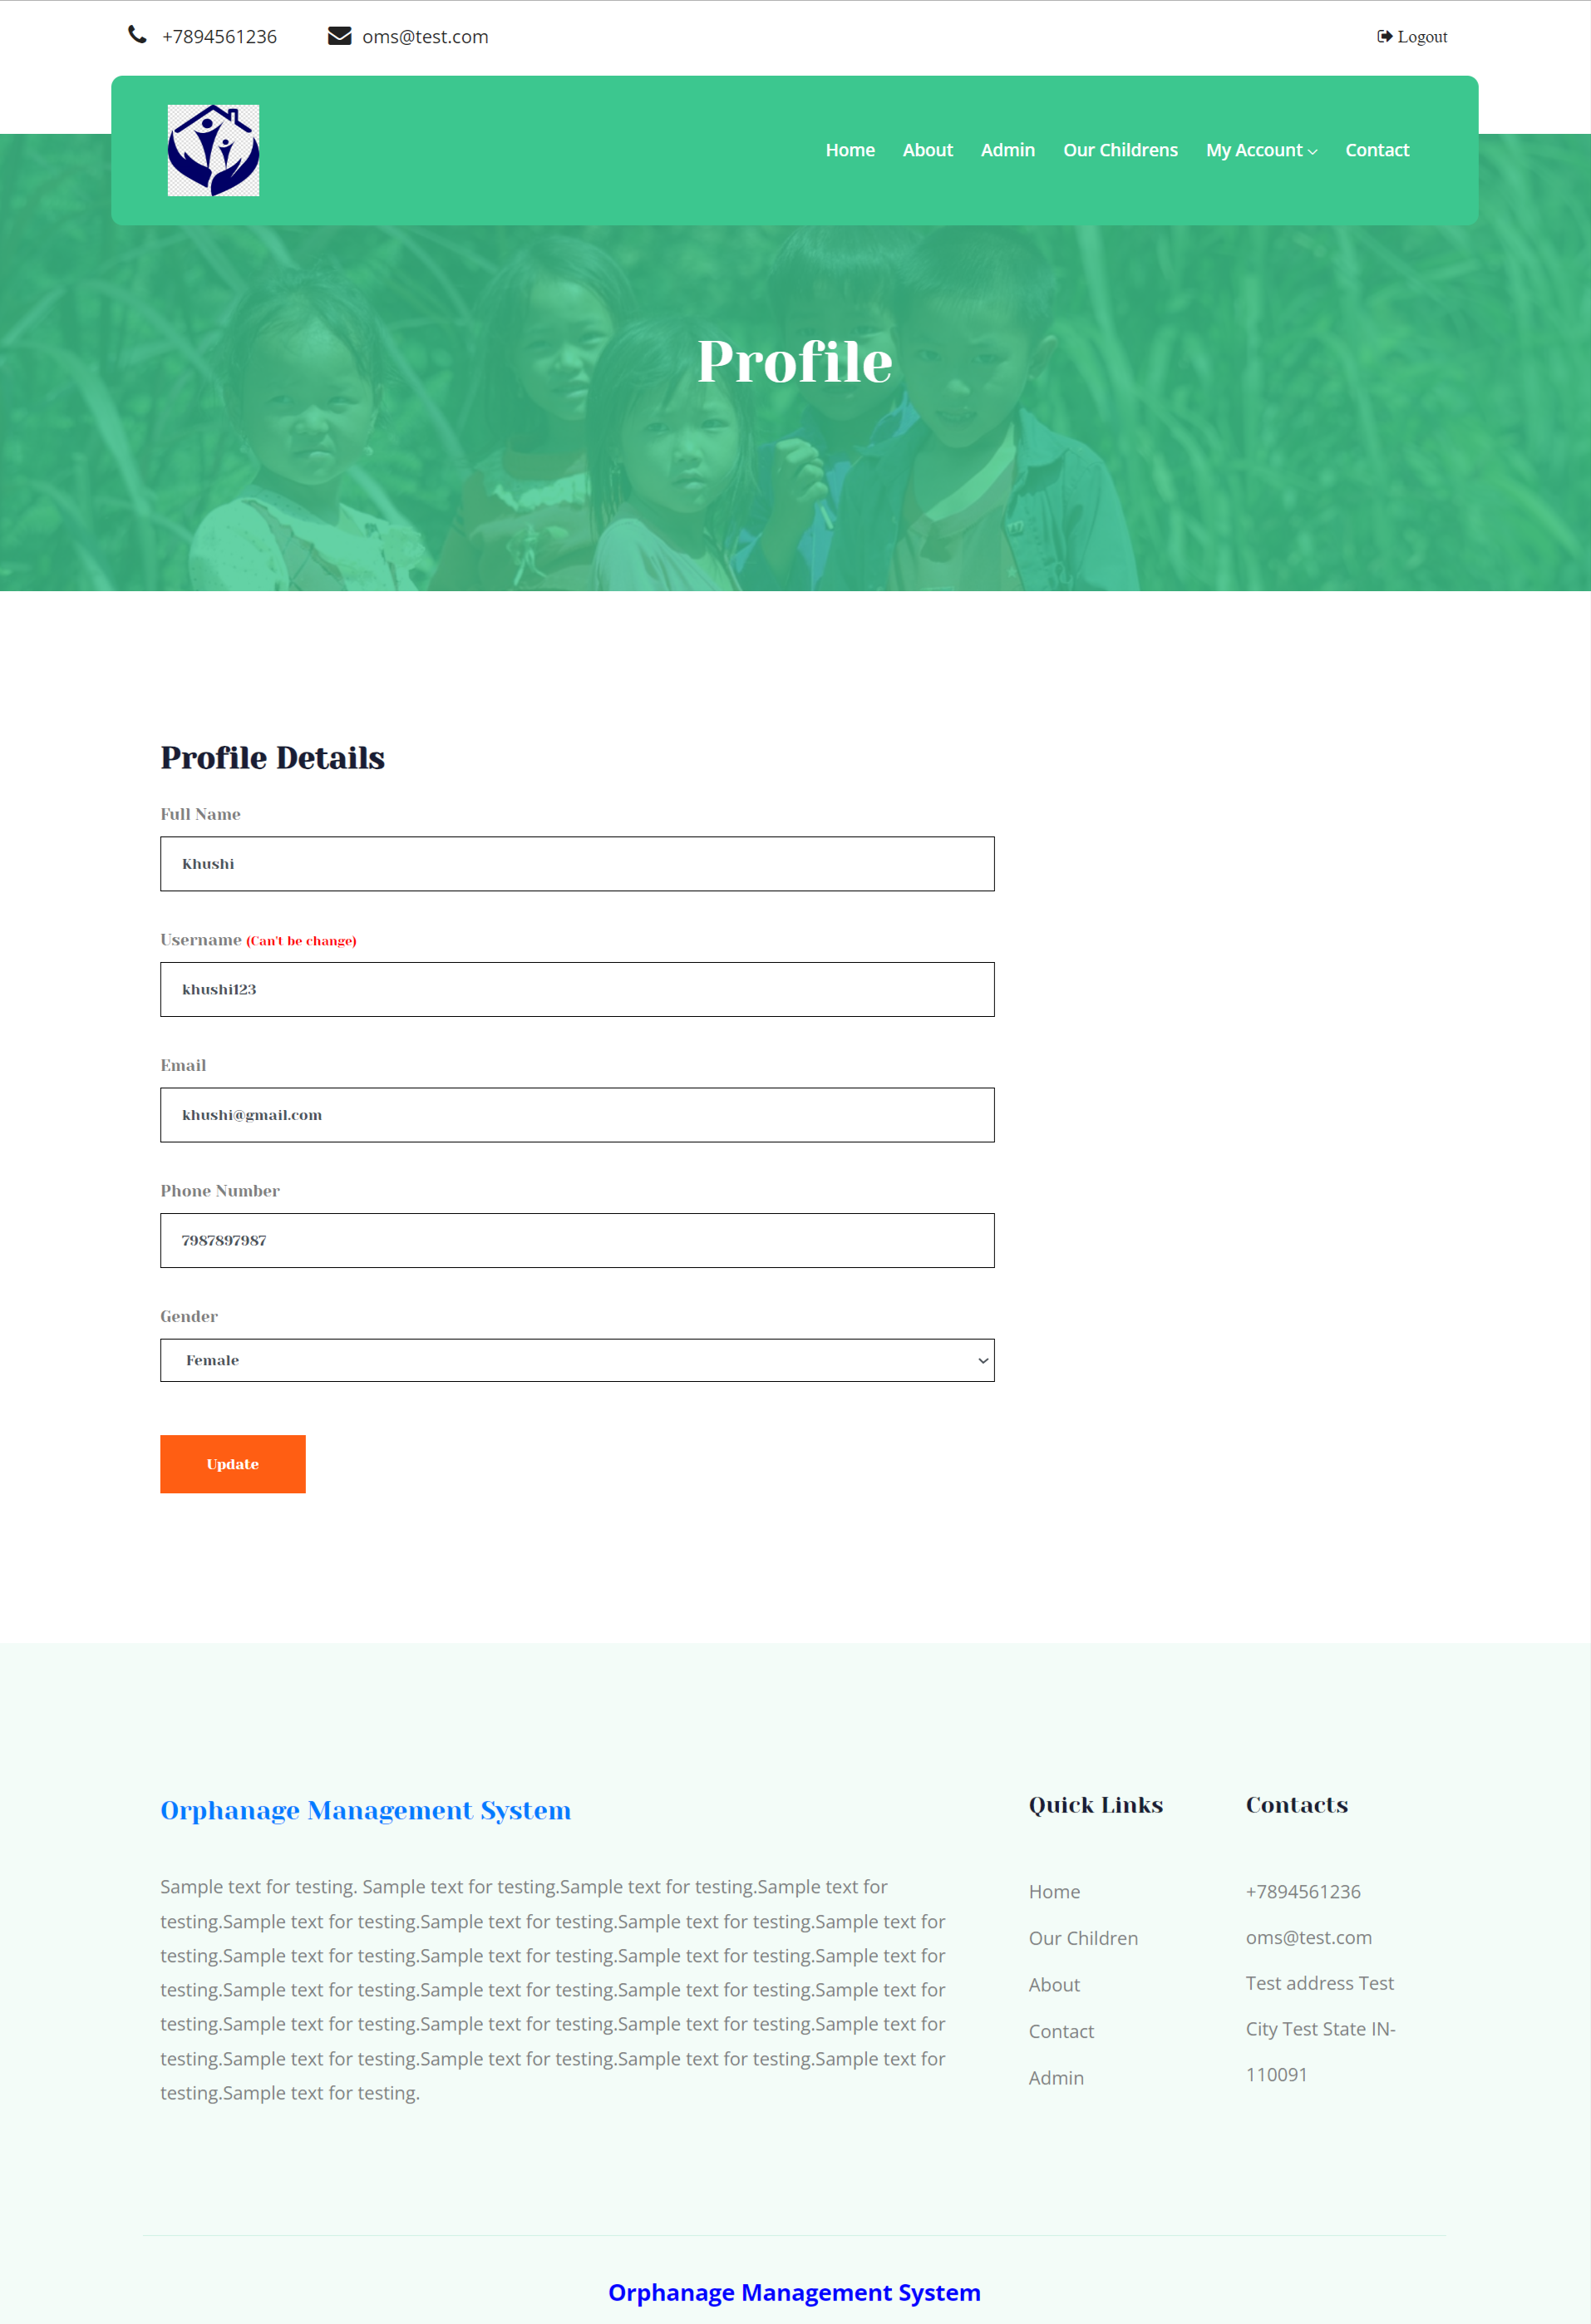 +7894561236
oms@test.com
Logout
Home
About
Admin
Our Childrens
My Account
Contact
Profile
Profile Details
Full Name
Khushi
Username (Can't be change)
khushi123
Email
khushi@gmail.com
Phone Number
7987897987
Gender
Female
Update
Orphanage Management System
Sample text for testing. Sample text for testing.Sample text for testing.Sample text for
testing.Sample text for testing.Sample text for testing.Sample text for testing.Sample text for
testing.Sample text for testing.Sample text for testing.Sample text for testing.Sample text for
testing.Sample text for testing.Sample text for testing.Sample text for testing.Sample text for
testing.Sample text for testing.Sample text for testing.Sample text for testing.Sample text for
testing.Sample text for testing.Sample text for testing.Sample text for testing.Sample text for
testing.Sample text for testing.
Quick Links
Home
Our Children
About
Contact
Admin
Contacts
+7894561236
oms@test.com
Test address Test
City Test State IN-
110091
Orphanage Management System